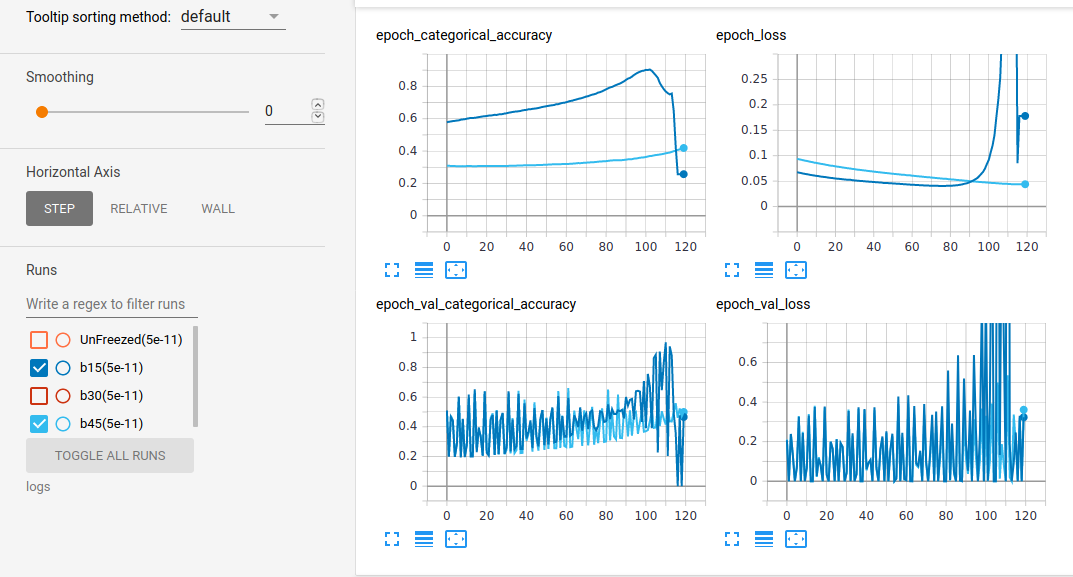 Tooltip sorting method: default
Smoothing
0
Horizontal Axis
STEP RELATIVE WALL
Runs
Write a regex to filter runs
UnFreezed(5e-11)
b15(5e-11)
b30(5e-11)
b45(5e-11)
TOGGLE ALL RUNS
logs
epoch_categorical_accuracy
0.8
0.6
0.4
0.2
0
0 20 40 60 80 100 120
epoch_loss
0.25
0.2
0.15
0.1
0.05
0
0 20 40 60 80 100 120
epoch_val_categorical_accuracy
1
0.8
0.6
0.4
0.2
0
0 20 40 60 80 100 120
epoch_val_loss
0.6
0.4
0.2
0
0 20 40 60 80 100 120